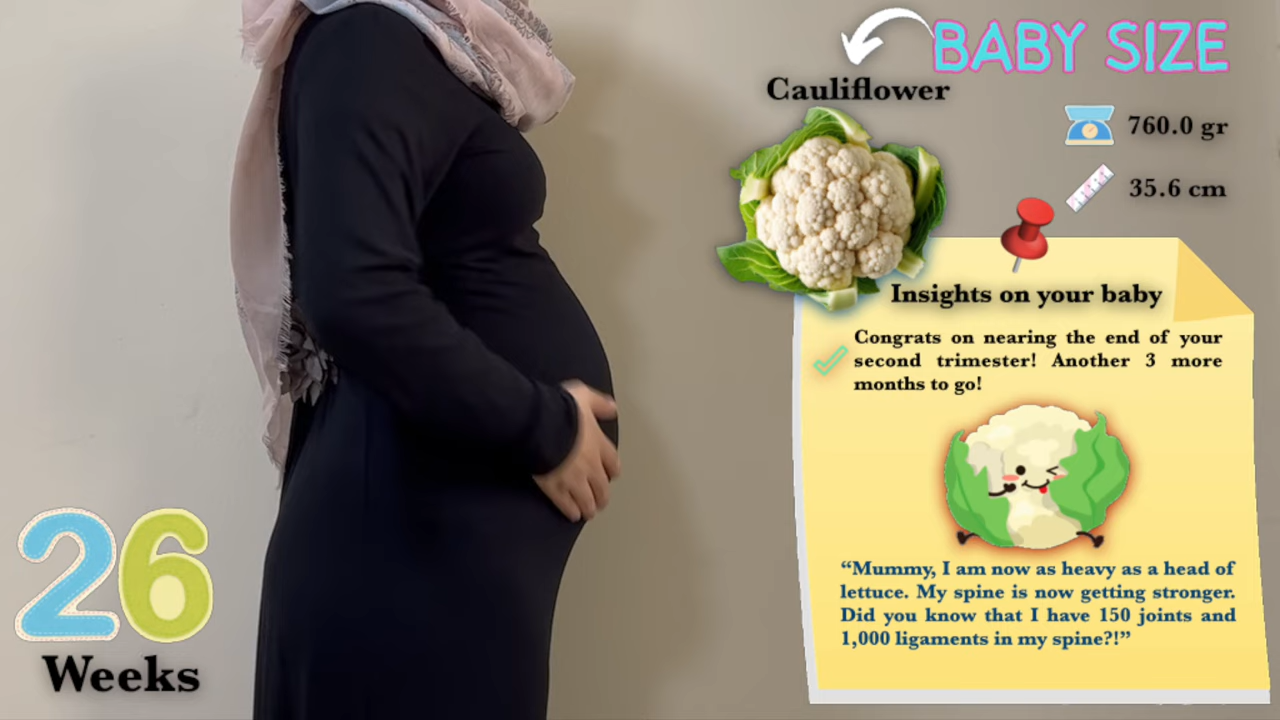 BABY SIZE
Cauliflower
760.0 gr
35.6 cm
Insights on your baby
Congrats on nearing the end of your
second trimester! Another 3 more
months to go!
“Mummy, I am now as heavy as a head of
lettuce. My spine is now getting stronger.
Did you know that I have 150 joints and
1,000 ligaments in my spine?!”
26
Weeks